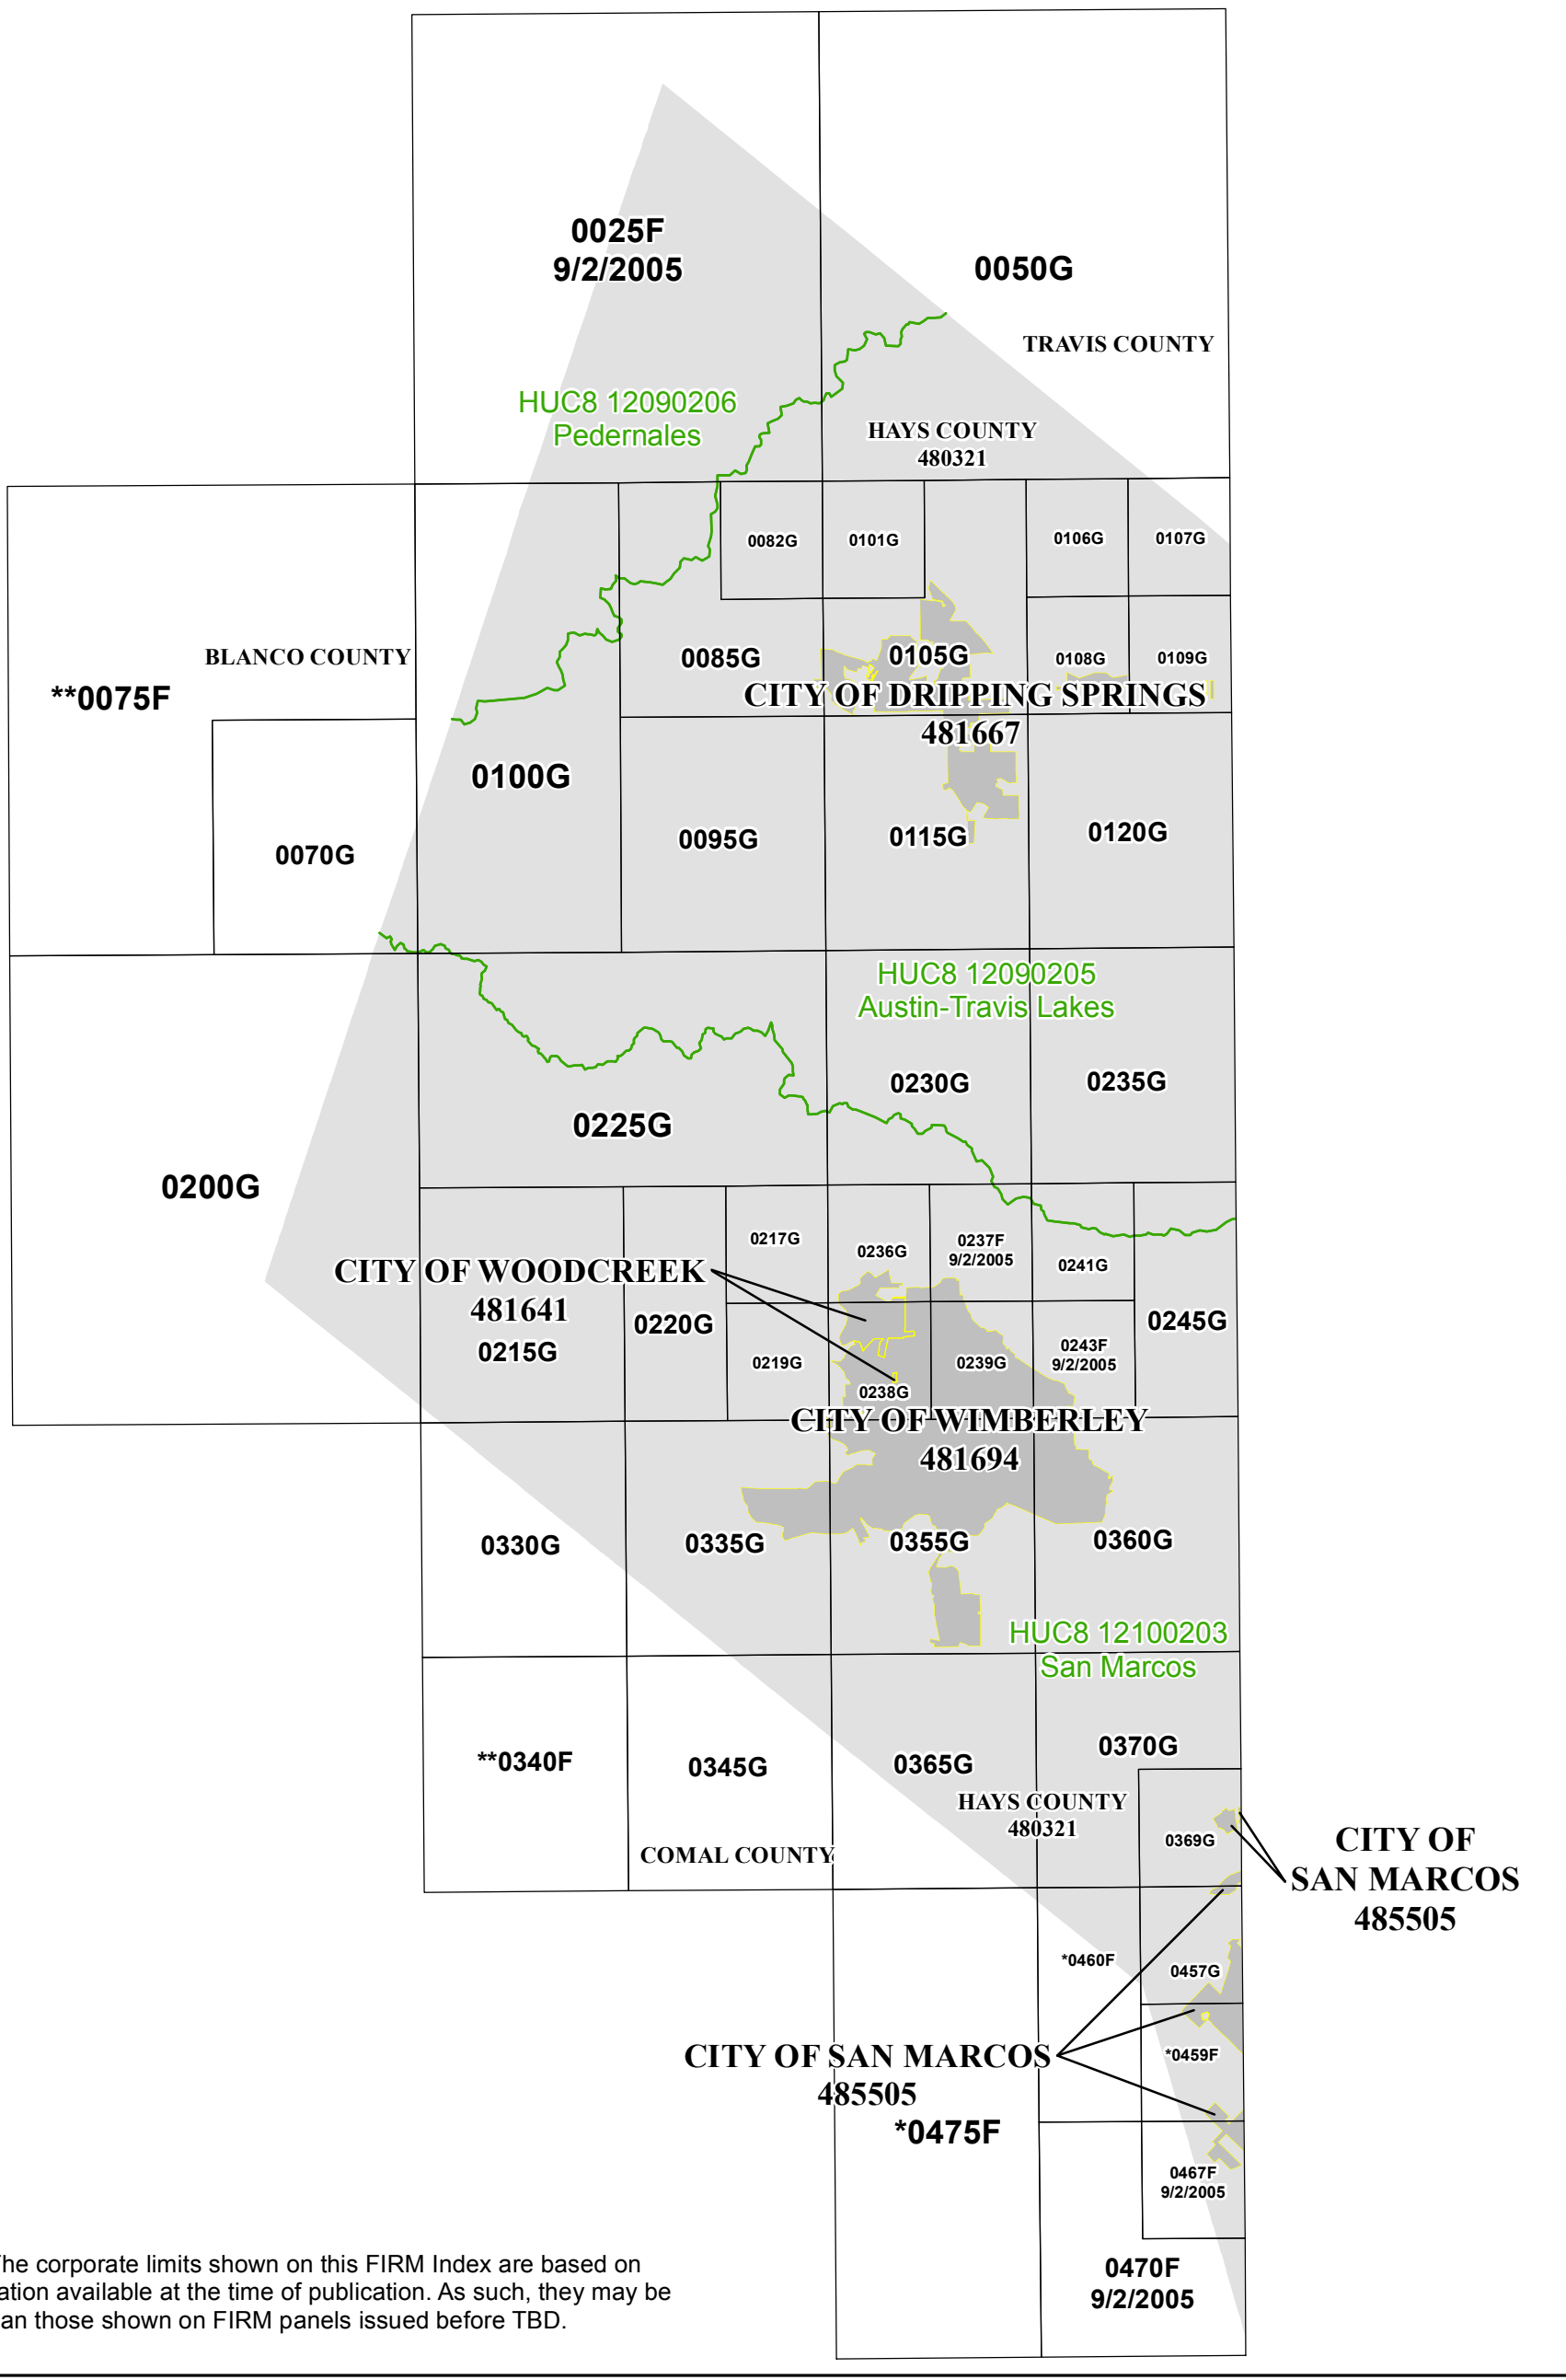 0025F
9/2/2005
0050G
TRAVIS COUNTY
HUC8 12090206
Pedernales
HAYS COUNTY
480321
0082G
0101G
0106G
0107G
BLANCO COUNTY
**0075F
0085G
0105G
0108G
0109G
CITY OF DRIPPING SPRINGS
481667
0100G
0070G
0095G
0115G
0120G
HUC8 12090205
Austin-Travis Lakes
0230G
0235G
0225G
0200G
0217G
0236G
0237F
9/2/2005
0241G
CITY OF WOODCREEK
481641
0215G
0220G
0219G
0238G
0239G
0243F
9/2/2005
0245G
CITY OF WIMBERLEY
481694
0330G
0335G
0355G
0360G
HUC8 12100203
San Marcos
**0340F
0345G
0365G
0370G
HAYS COUNTY
480321
COMAL COUNTY
0369G
CITY OF
SAN MARCOS
485505
*0460F
0457G
CITY OF SAN MARCOS
485505
*0459F
*0475F
0467F
9/2/2005
0470F
9/2/2005
The corporate limits shown on this FIRM Index are based on
ation available at the time of publication. As such, they may be
an those shown on FIRM panels issued before TBD.